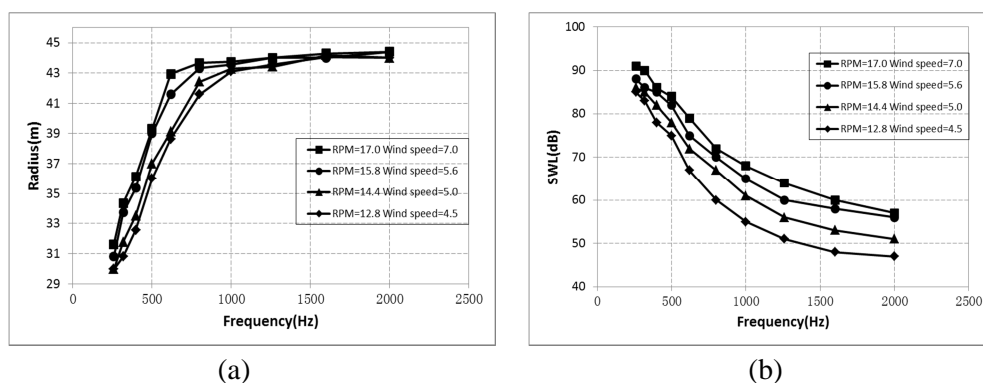 45
43
41
39
37
35
33
31
29
Radius(m)
0
500
1000
1500
2000
2500
Frequency(Hz)
RPM=17.0 Wind speed=7.0
RPM=15.8 Wind speed=5.6
RPM=14.4 Wind speed=5.0
RPM=12.8 Wind speed=4.5
(a)
100
90
80
70
60
50
40
SWL(dB)
0
500
1000
1500
2000
2500
Frequency(Hz)
RPM=17.0 Wind speed=7.0
RPM=15.8 Wind speed=5.6
RPM=14.4 Wind speed=5.0
RPM=12.8 Wind speed=4.5
(b)